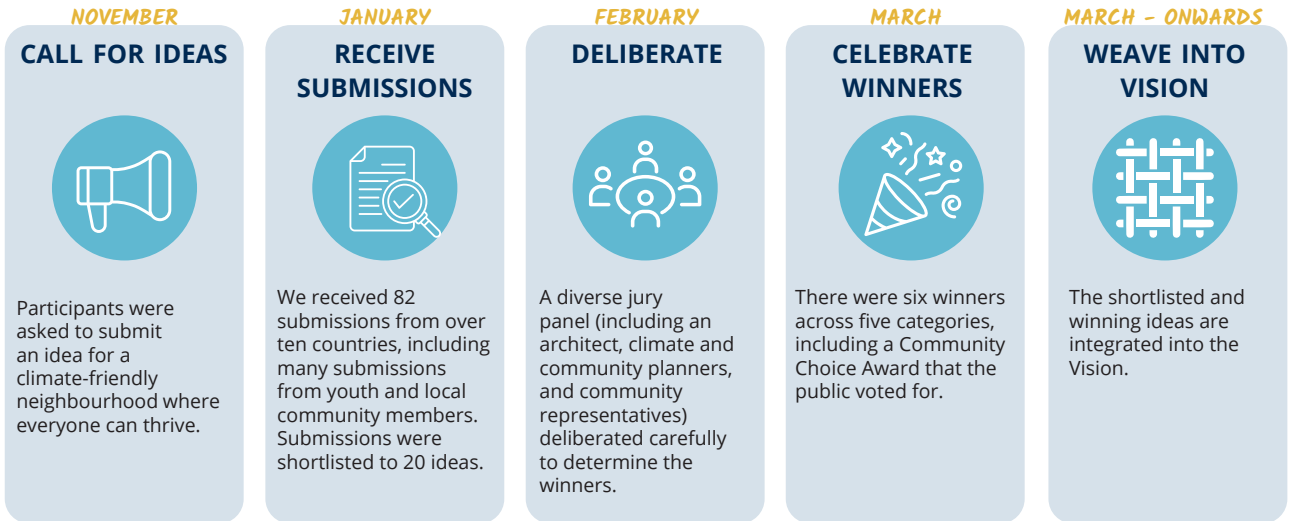 NOVEMBER
CALL FOR IDEAS
Participants were
asked to submit
an idea for a
climate-friendly
neighbourhood where
everyone can thrive.
JANUARY
RECEIVE
SUBMISSIONS
We received 82
submissions from over
ten countries, including
many submissions
from youth and local
community members.
Submissions were
shortlisted to 20 ideas.
FEBRUARY
DELIBERATE
A diverse jury
panel (including an
architect, climate and
community planners,
and community
representatives)
deliberated carefully
to determine the
winners.
MARCH
CELEBRATE
WINNERS
There were six winners
across five categories,
including a Community
Choice Award that the
public voted for.
MARCH - ONWARDS
WEAVE INTO
VISION
The shortlisted and
winning ideas are
integrated into the
Vision.